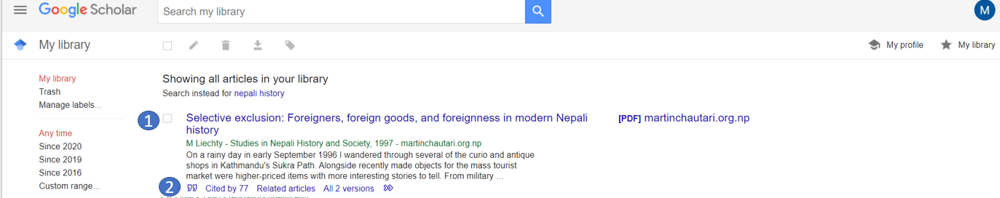 Google Scholar
Search my library
M
My library
My profile
My library
My library
Trash
Manage labels...
Any time
Since 2020
Since 2019
Since 2016
Custom range...
Showing all articles in your library
Search instead for nepali history
1
Selective exclusion: Foreigners, foreign goods, and foreignness in modern Nepali
history
[PDF] martinchautari.org.np
M Liechty - Studies in Nepali History and Society, 1997 - martinchautari.org.np
On a rainy day in early September 1996 I wandered through several of the curio and antique
shops in Kathmandu's Sukra Path. Alongside recently made objects for the mass tourist
market were higher-priced items with more interesting stories to tell. From military ...
2
Cited by 77 Related articles All 2 versions